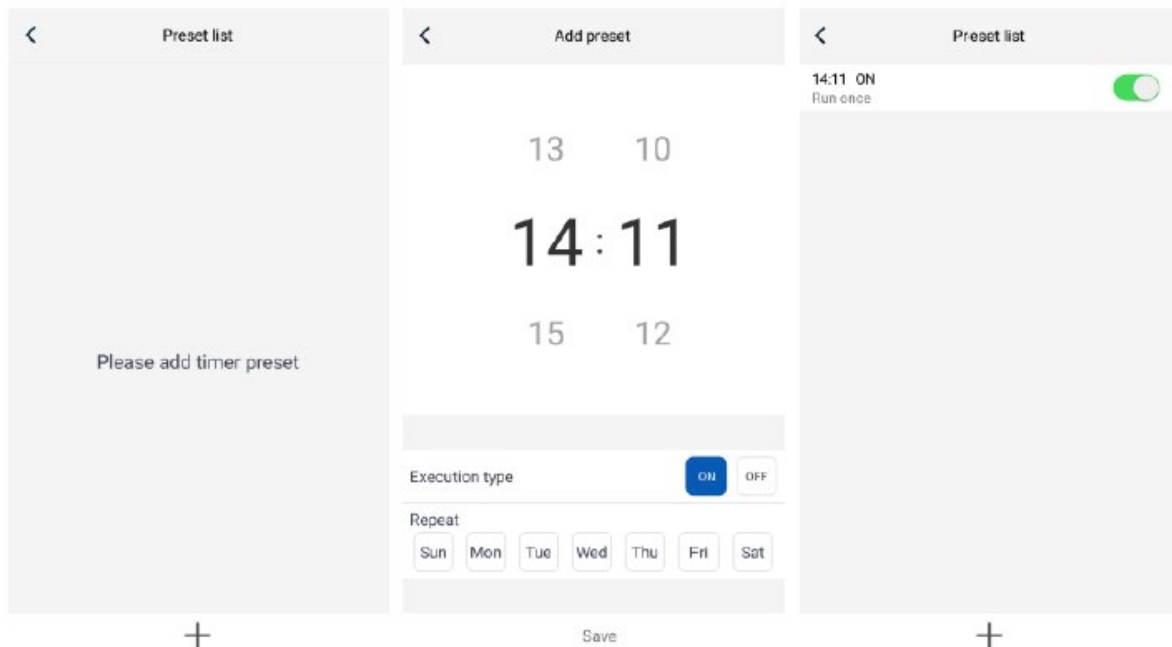 Preset list
Please add timer preset
+
Add preset
13 10
14 : 11
15 12
Execution type ON OFF
Repeat
Sun Mon Tue Wed Thu Fri Sat
Save
Preset list
14:11 ON
Run once
+